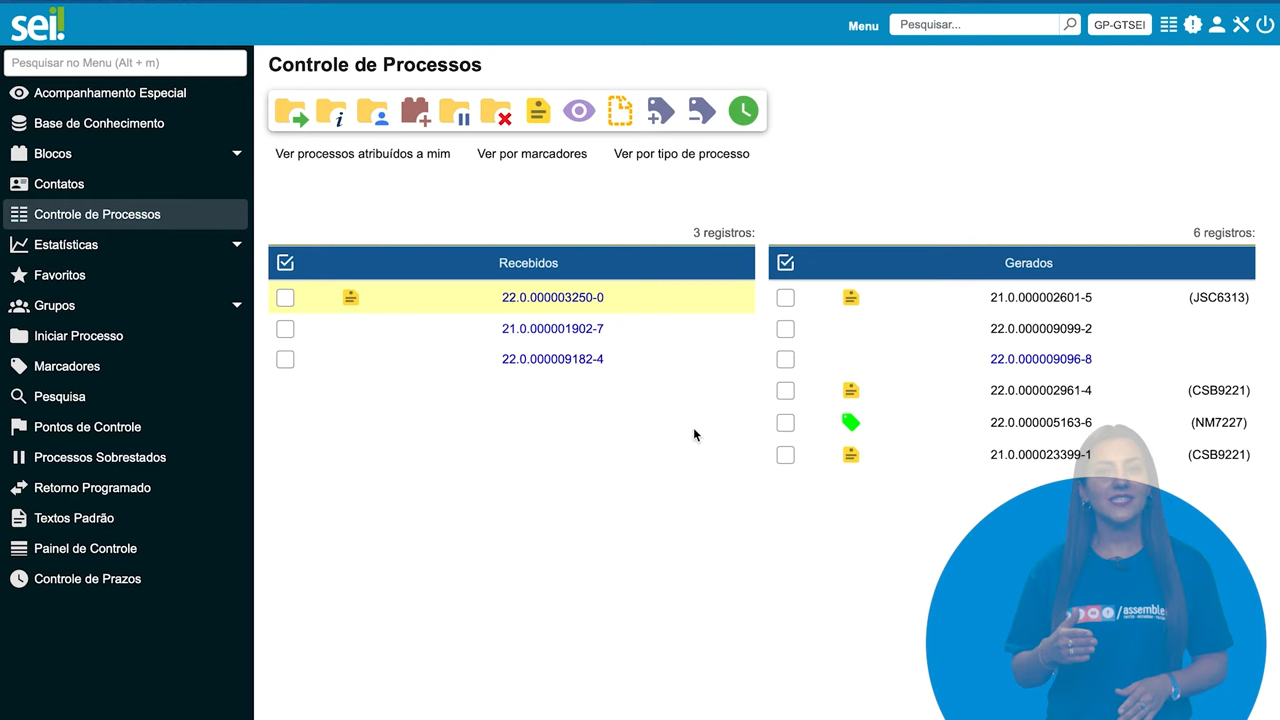 sei!
Menu
Pesquisar...
GP-GTSEI
Pesquisar no Menu (Alt + m)
Acompanhamento Especial
Base de Conhecimento
Blocos
Contatos
Controle de Processos
Estatísticas
Favoritos
Grupos
Iniciar Processo
Marcadores
Pesquisa
Pontos de Controle
Processos Sobrestados
Retorno Programado
Textos Padrão
Painel de Controle
Controle de Prazos
Controle de Processos
Ver processos atribuídos a mim Ver por marcadores Ver por tipo de processo
3 registros:
Recebidos
22.0.000003250-0
21.0.000001902-7
22.0.000009182-4
6 registros:
Gerados
21.0.000002601-5 (JSC6313)
22.0.000009099-2
22.0.000009096-8
22.0.000002961-4 (CSB9221)
22.0.000005163-6 (NM7227)
21.0.000023399-1 (CSB9221)
/assemble